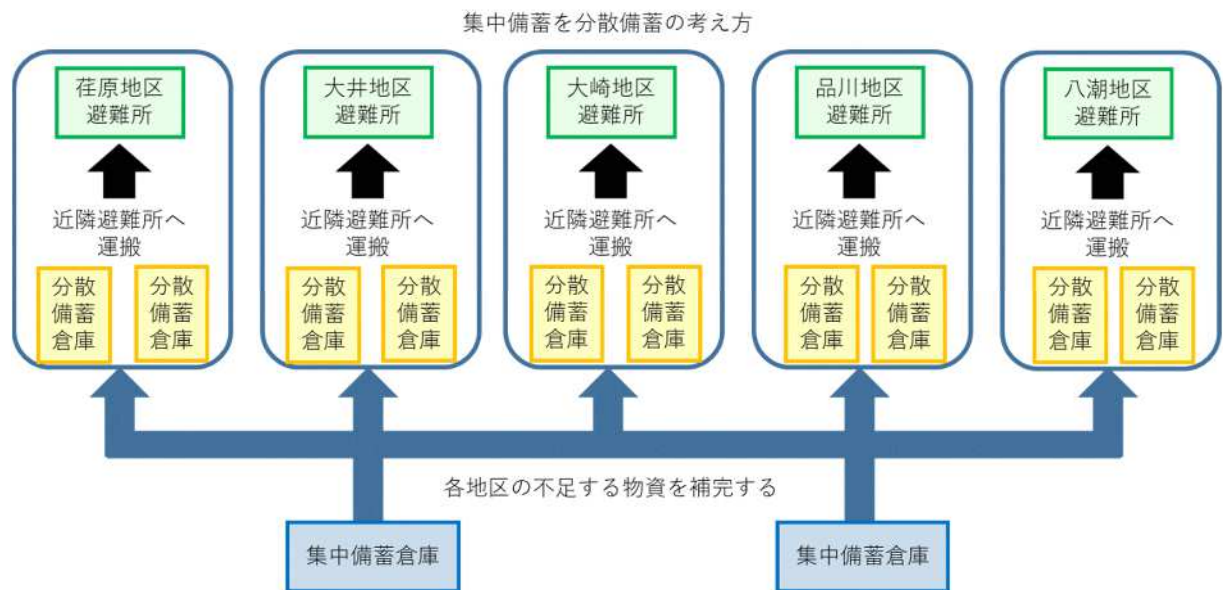 集中備蓄を分散備蓄の考え方
荏原地区
避難所
大井地区
避難所
大崎地区
避難所
品川地区
避難所
八潮地区
避難所
近隣避難所へ
運搬
近隣避難所へ
運搬
近隣避難所へ
運搬
近隣避難所へ
運搬
近隣避難所へ
運搬
分散
備蓄
倉庫
分散
備蓄
倉庫
分散
備蓄
倉庫
分散
備蓄
倉庫
分散
備蓄
倉庫
分散
備蓄
倉庫
分散
備蓄
倉庫
分散
備蓄
倉庫
分散
備蓄
倉庫
分散
備蓄
倉庫
各地区の不足する物資を補完する
集中備蓄倉庫
集中備蓄倉庫